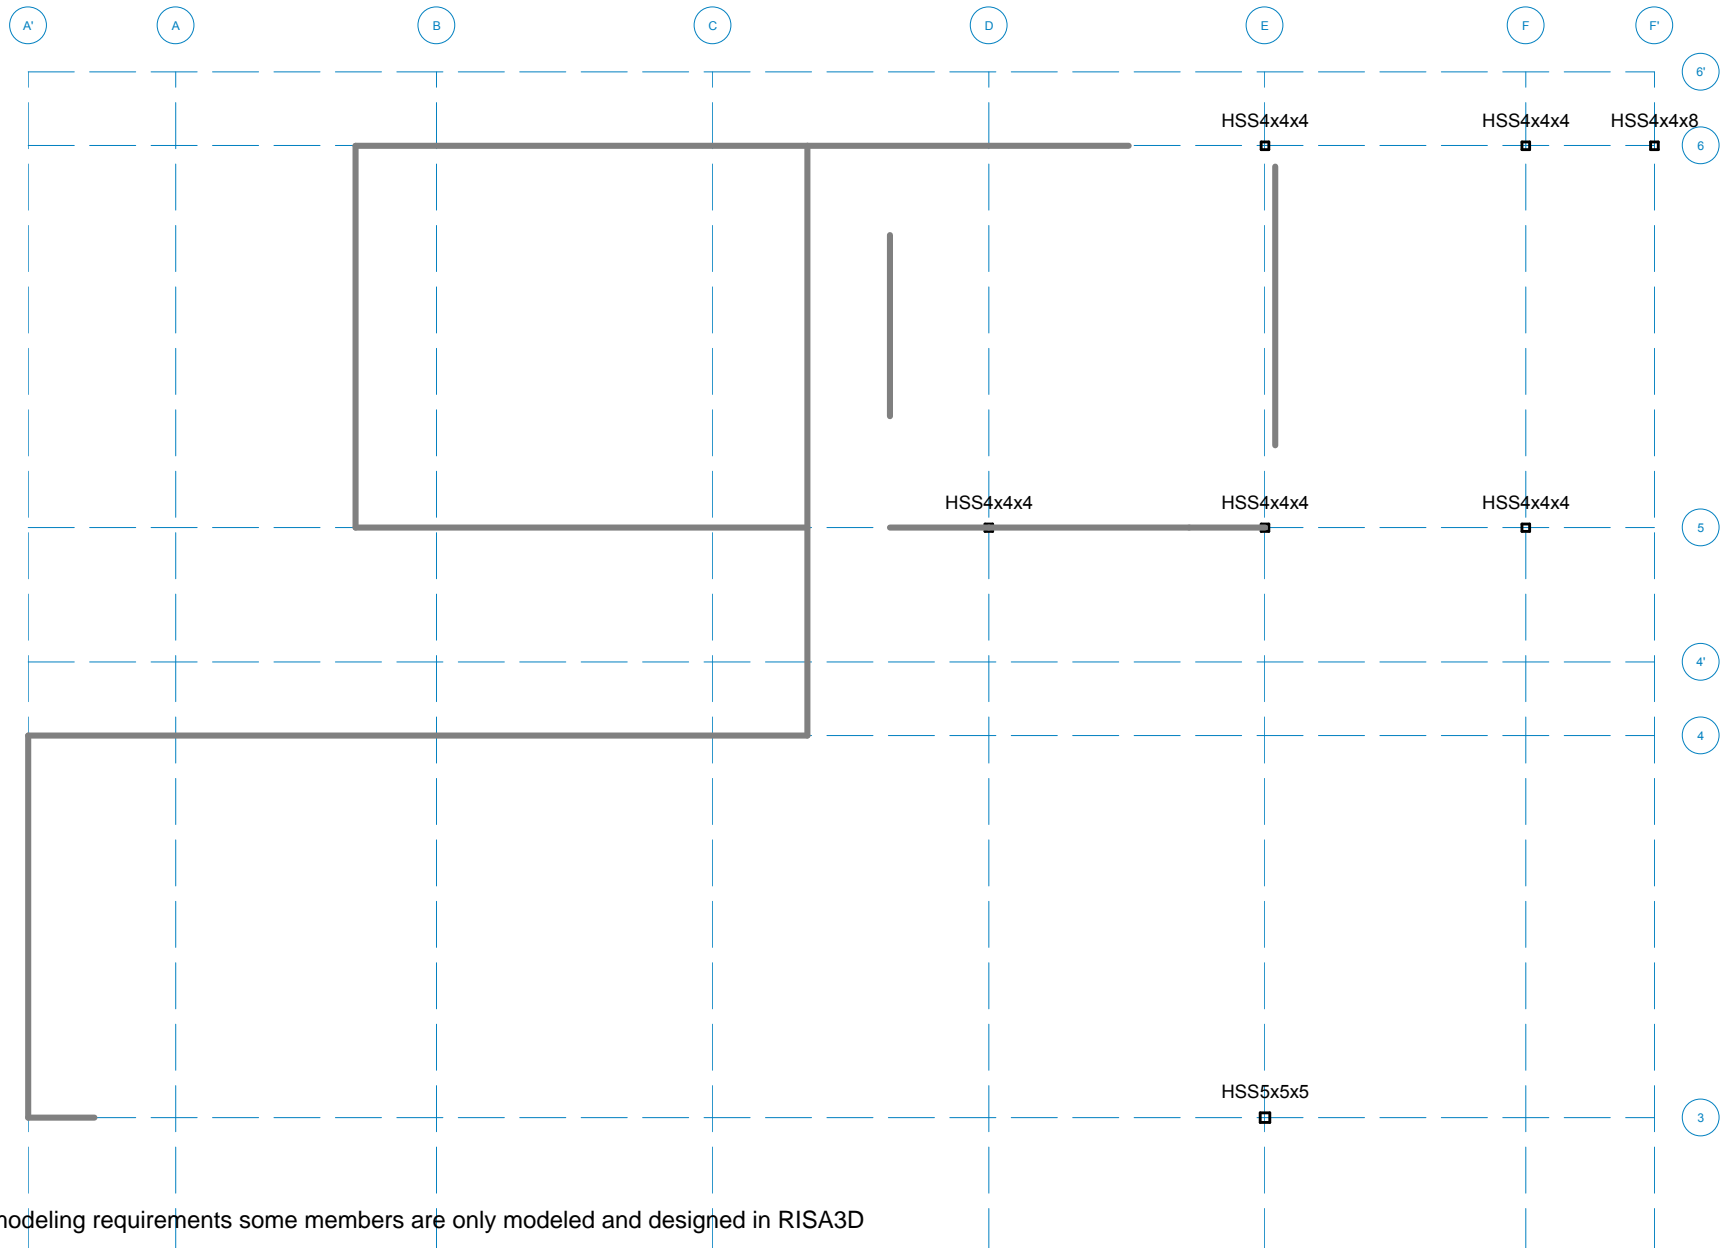 A' A B C D E F F'
6'
HSS4x4x4 HSS4x4x4 HSS4x4x8
6
HSS4x4x4 HSS4x4x4 HSS4x4x4
5
4'
4
HSS5x5x5
3
modeling requirements some members are only modeled and designed in RISA3D